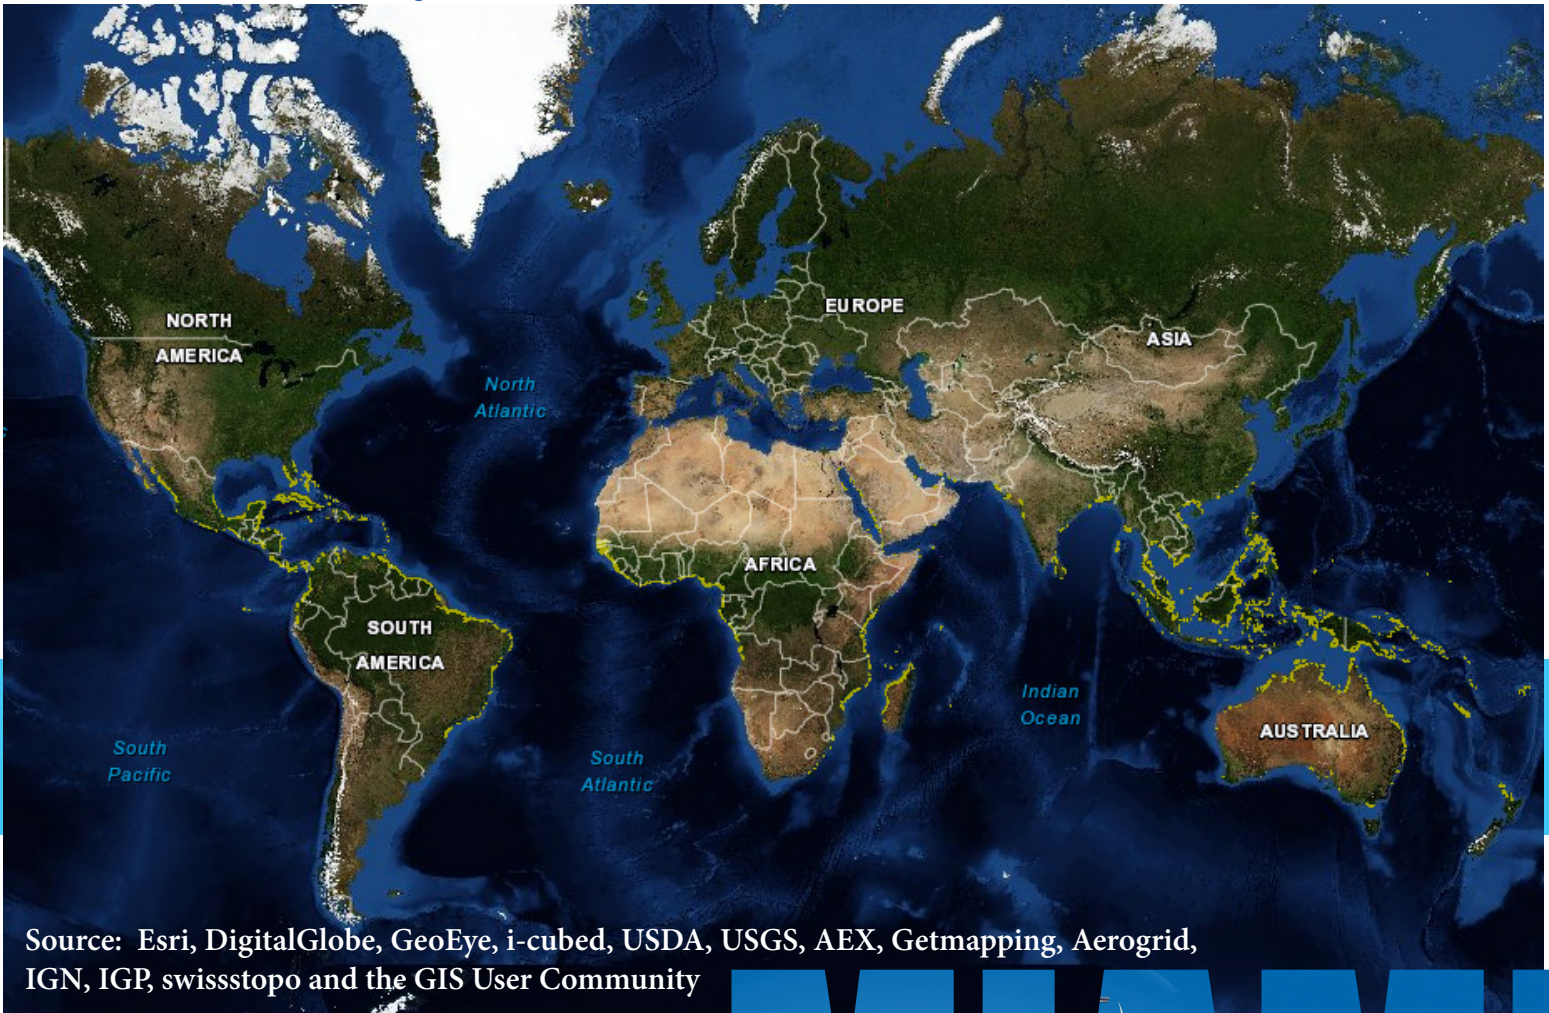 NORTH
AMERICA
EUROPE
ASIA
North
Atlantic
AFRICA
SOUTH
AMERICA
Indian
Ocean
AUSTRALIA
South
Pacific
South
Atlantic
Source: Esri, DigitalGlobe, GeoEye, i-cubed, USDA, USGS, AEX, Getmapping, Aerogrid,
IGN, IGP, swissstopo and the GIS User Community